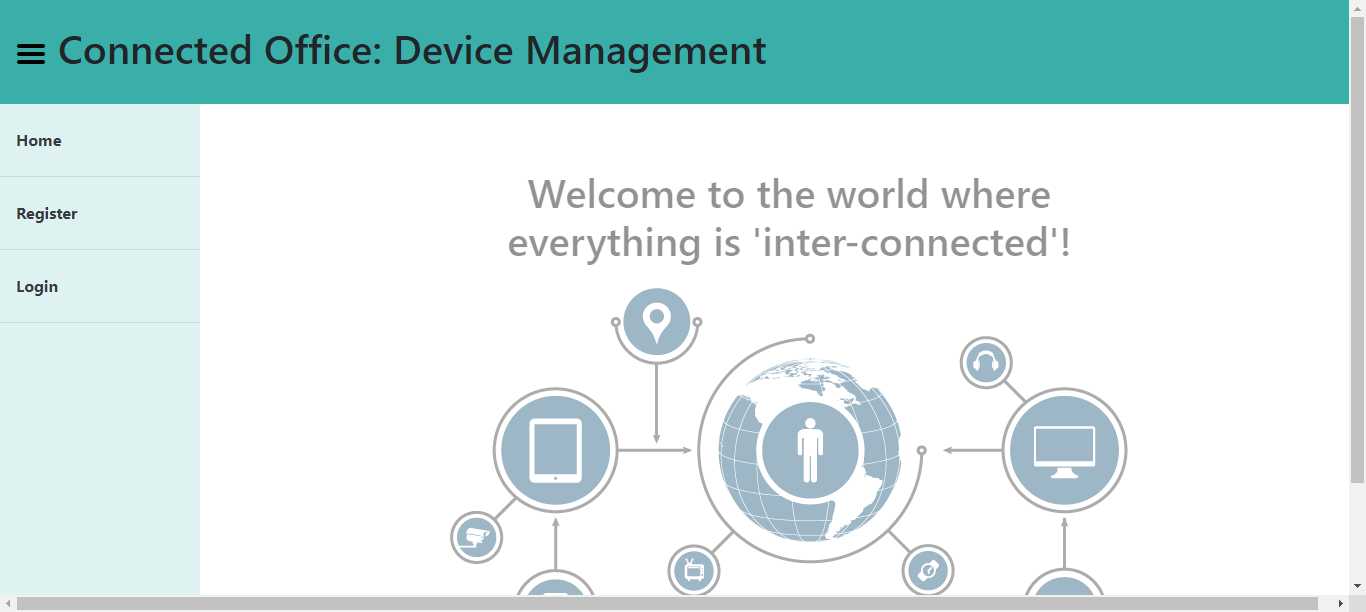 Connected Office: Device Management
Home
Register
Login
Welcome to the world where
everything is 'inter-connected'!